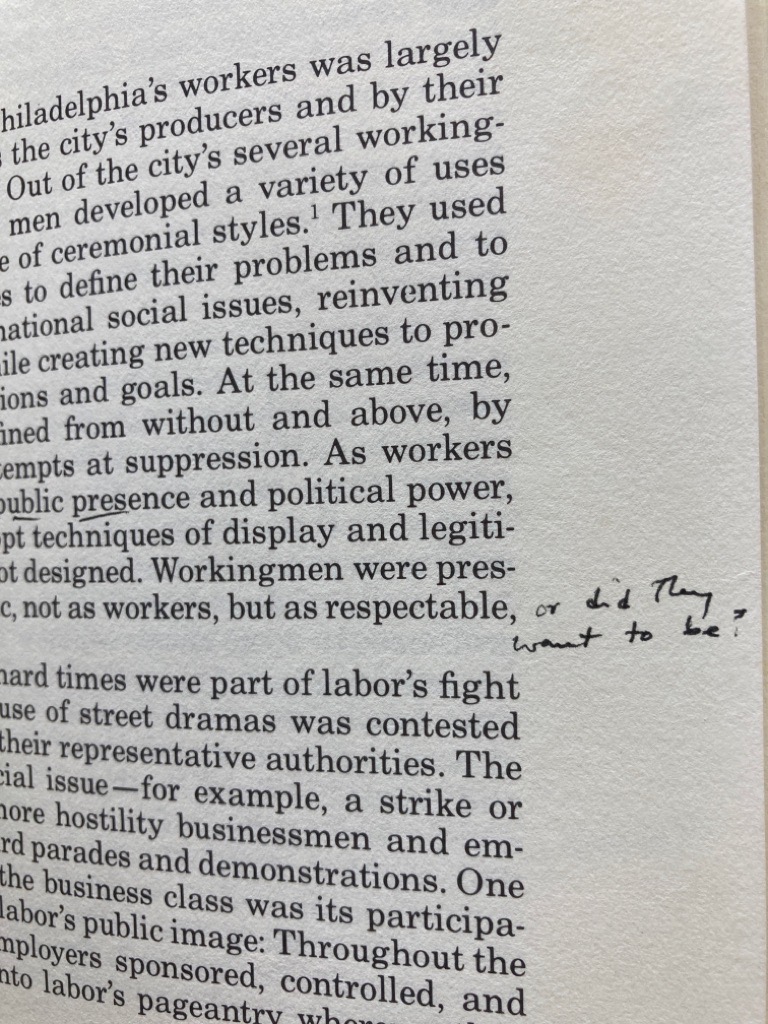 hiladelphia's workers was largely
the city's producers and by their
Out of the city's several working-
men developed a variety of uses
e of ceremonial styles.¹ They used
s to define their problems and to
national social issues, reinventing
ile creating new techniques to pro-
ions and goals. At the same time,
ined from without and above, by
tempts at suppression. As workers
public presence and political power,
pt techniques of display and legiti-
ot designed. Workingmen were pres-
c, not as workers, but as respectable, or did they
want to be?
hard times were part of labor's fight
use of street dramas was contested
their representative authorities. The
cial issue—for example, a strike or
more hostility businessmen and em-
rd parades and demonstrations. One
the business class was its participa-
labor's public image: Throughout the
mployers sponsored, controlled, and
nto labor's pageantry